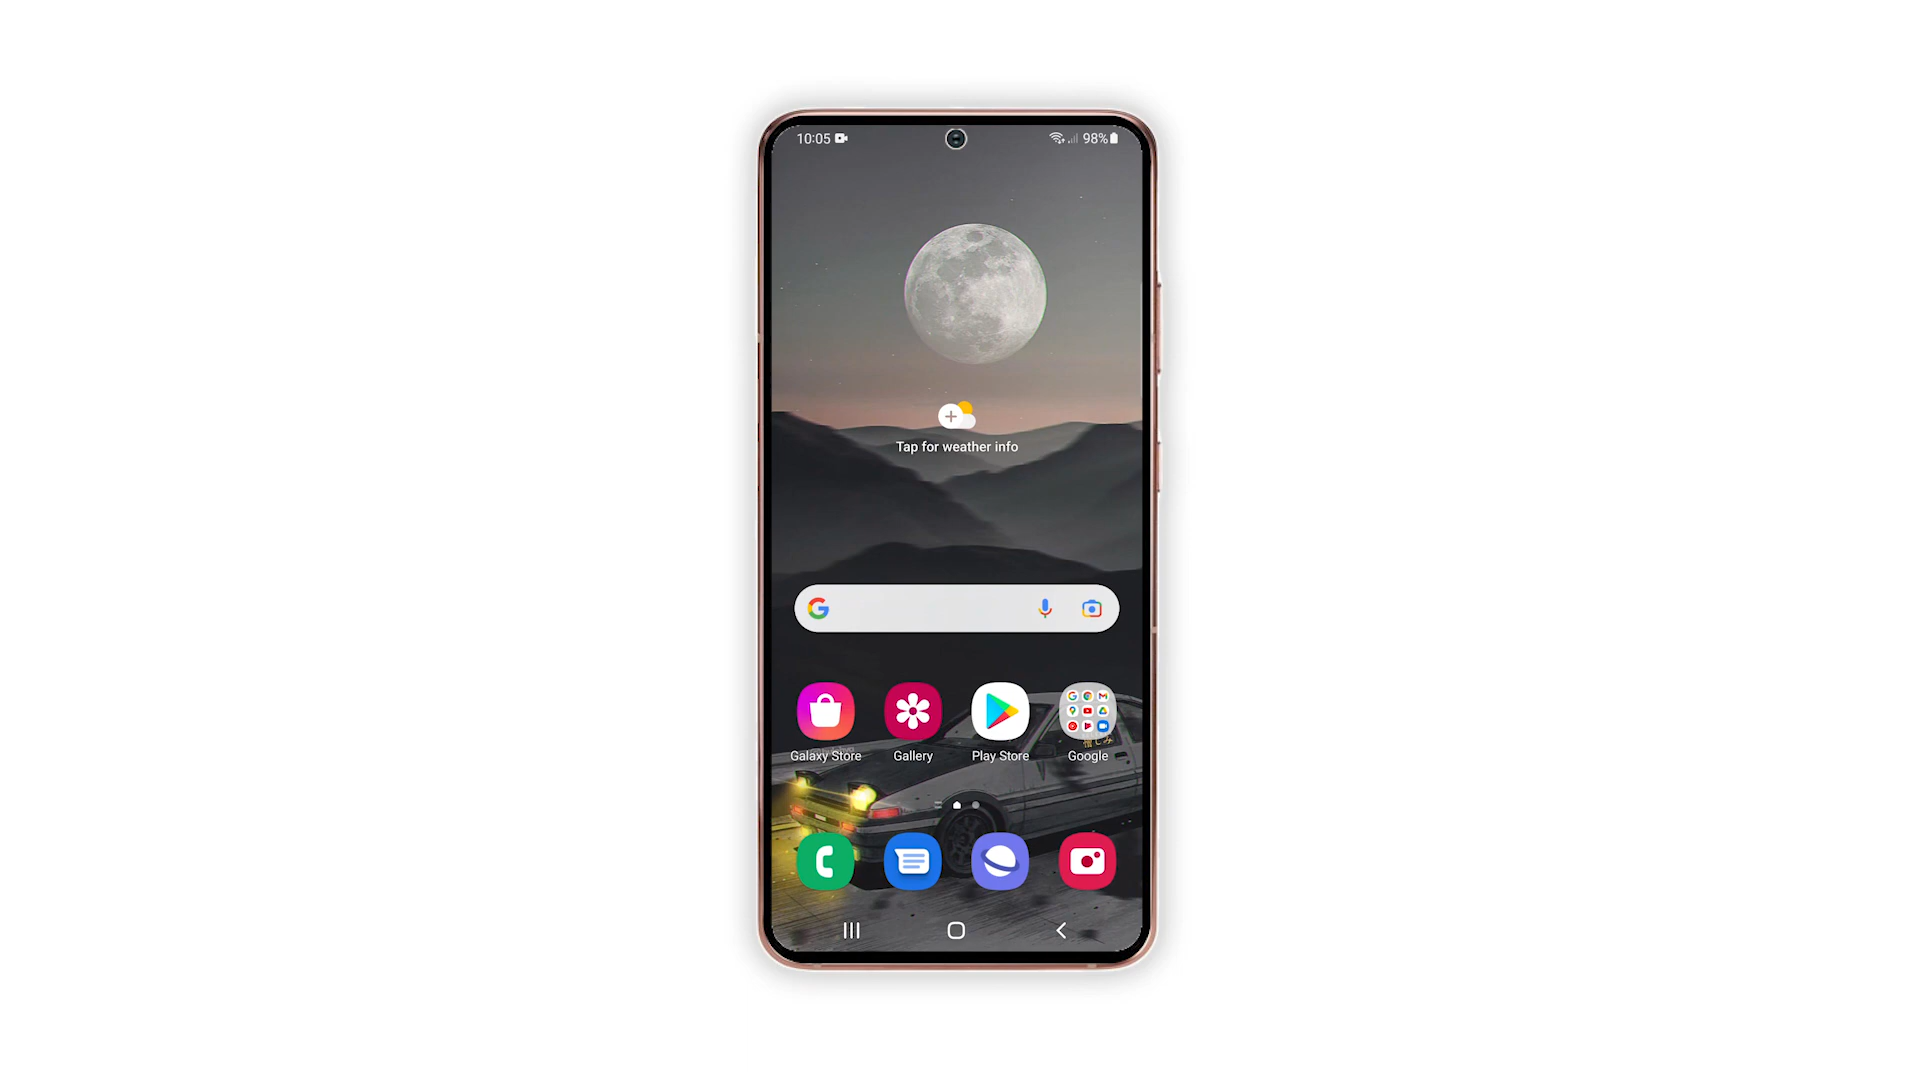 10:05
98%
Tap for weather info
Galaxy Store
Gallery
Play Store
Google